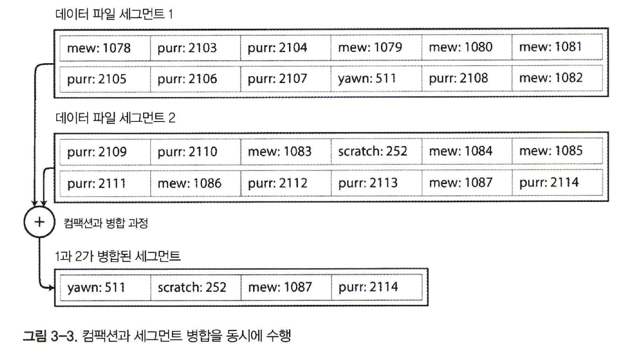 데이터 파일 세그먼트 1
mew: 1078 purr: 2103 purr: 2104 mew: 1079 mew: 1080 mew: 1081
purr: 2105 purr: 2106 purr: 2107 yawn: 511 purr: 2108 mew: 1082
데이터 파일 세그먼트 2
purr: 2109 purr: 2110 mew: 1083 scratch: 252 mew: 1084 mew: 1085
purr: 2111 mew: 1086 purr: 2112 purr: 2113 mew: 1087 purr: 2114
+ 컴팩션과 병합 과정
1과 2가 병합된 세그먼트
yawn: 511 scratch: 252 mew: 1087 purr: 2114
그림 3-3. 컴팩션과 세그먼트 병합을 동시에 수행